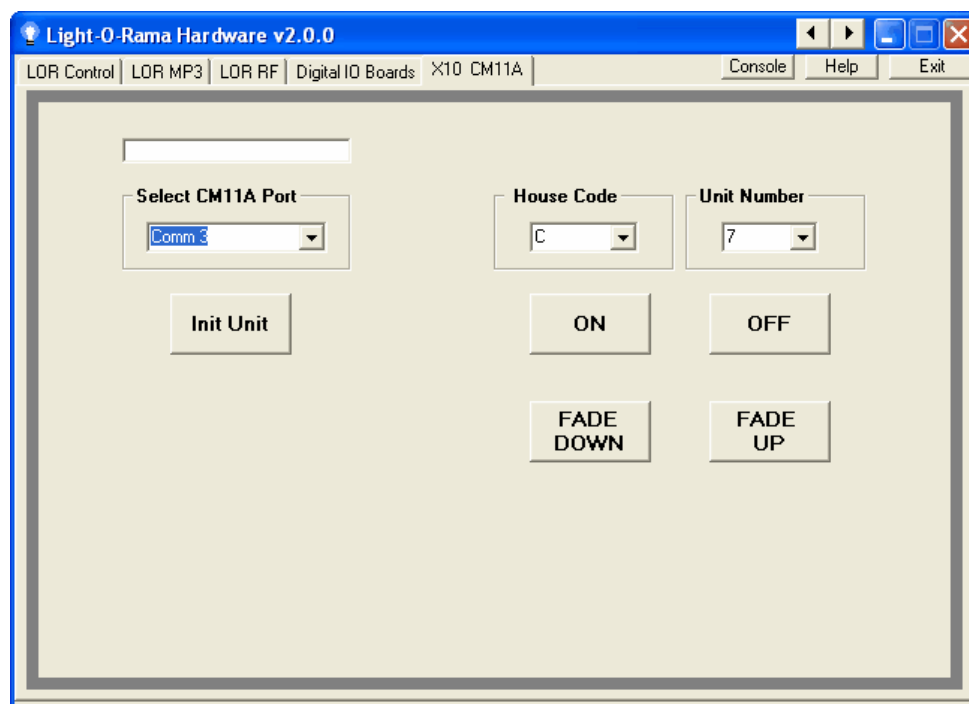 Light-O-Rama Hardware v2.0.0
LOR Control LOR MP3 LOR RF Digital IO Boards X10 CM11A Console Help Exit
Select CM11A Port House Code Unit Number
Comm 3 C 7
Init Unit ON OFF
FADE DOWN FADE UP